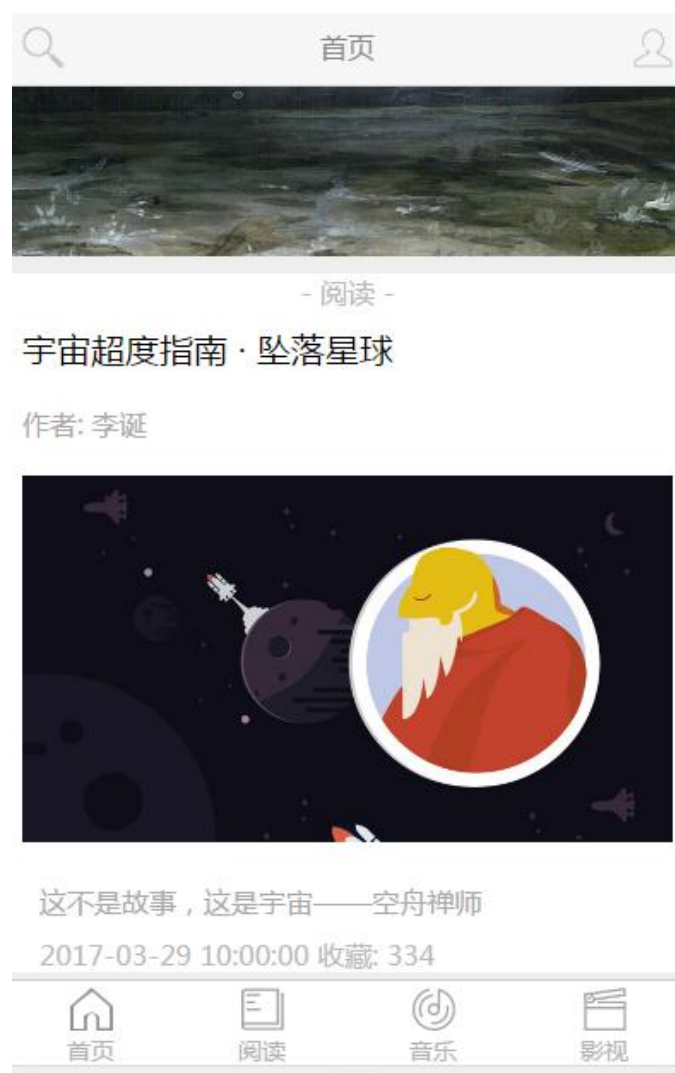 首页
- 阅读 -
宇宙超度指南 · 坠落星球
作者: 李诞
这不是故事，这是宇宙——空舟禅师
2017-03-29 10:00:00 收藏: 334
首页 阅读 音乐 影视